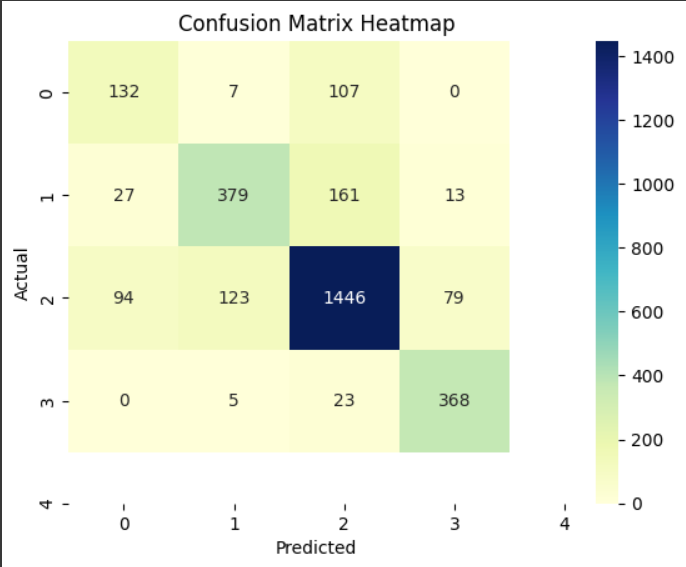 Confusion Matrix Heatmap
1400
0 132 7 107 0
1200
1 27 379 161 13
1000
800
Actual
2 94 123 1446 79
600
400
3 0 5 23 368
200
4
0
0 1 2 3 4
Predicted